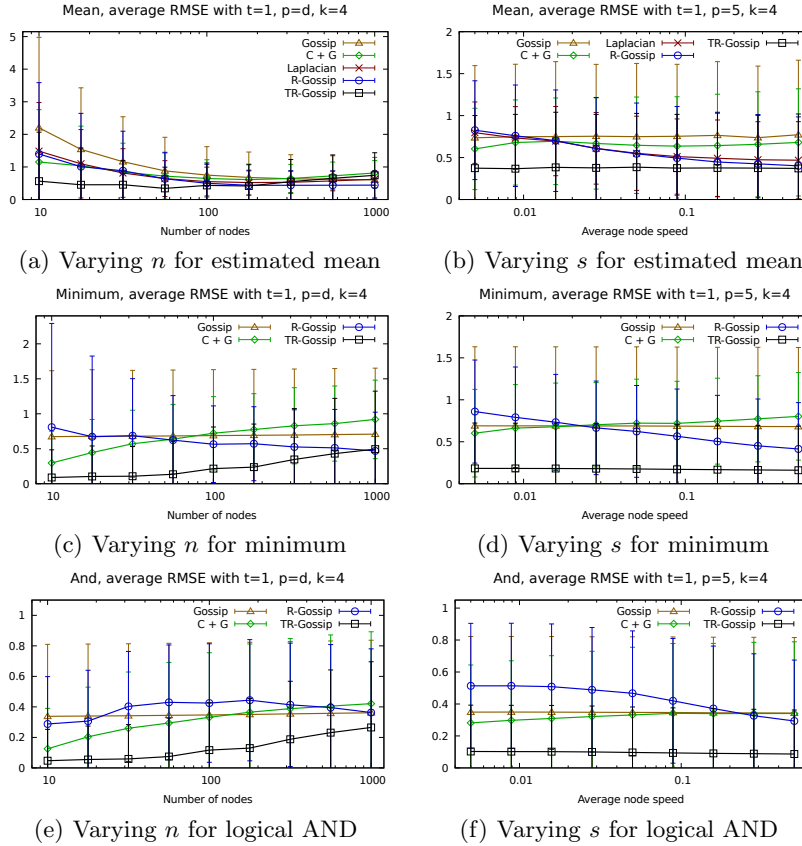 Mean, average RMSE with t=1, p=d, k=4
Gossip
C + G
Laplacian
R-Gossip
TR-Gossip
5
4
3
2
1
0
10
100
1000
Number of nodes
(a) Varying n for estimated mean
Mean, average RMSE with t=1, p=5, k=4
Gossip
C + G
Laplacian
R-Gossip
TR-Gossip
2
1.5
1
0.5
0
0.01
0.1
Average node speed
(b) Varying s for estimated mean
Minimum, average RMSE with t=1, p=d, k=4
Gossip
C + G
R-Gossip
TR-Gossip
2
1.5
1
0.5
0
10
100
1000
Number of nodes
(c) Varying n for minimum
Minimum, average RMSE with t=1, p=5, k=4
Gossip
C + G
R-Gossip
TR-Gossip
2
1.5
1
0.5
0
0.01
0.1
Average node speed
(d) Varying s for minimum
And, average RMSE with t=1, p=d, k=4
Gossip
C + G
R-Gossip
TR-Gossip
1
0.8
0.6
0.4
0.2
0
10
100
1000
Number of nodes
(e) Varying n for logical AND
And, average RMSE with t=1, p=5, k=4
Gossip
C + G
R-Gossip
TR-Gossip
1
0.8
0.6
0.4
0.2
0
0.01
0.1
Average node speed
(f) Varying s for logical AND